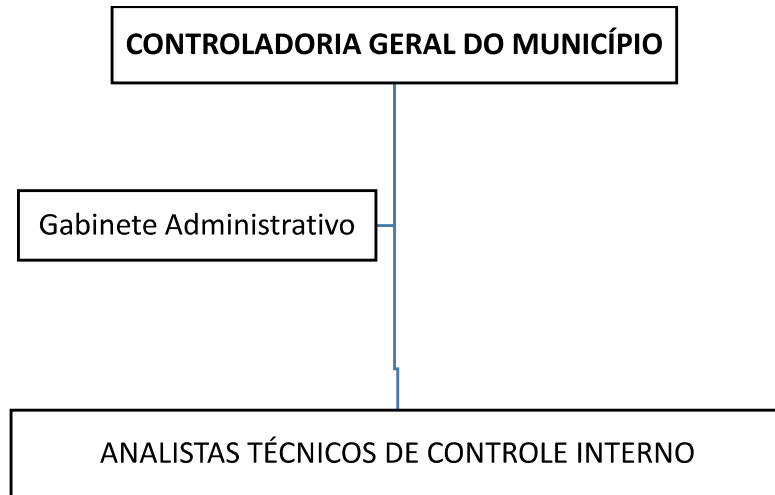 CONTROLADORIA GERAL DO MUNICÍPIO
Gabinete Administrativo
ANALISTAS TÉCNICOS DE CONTROLE INTERNO